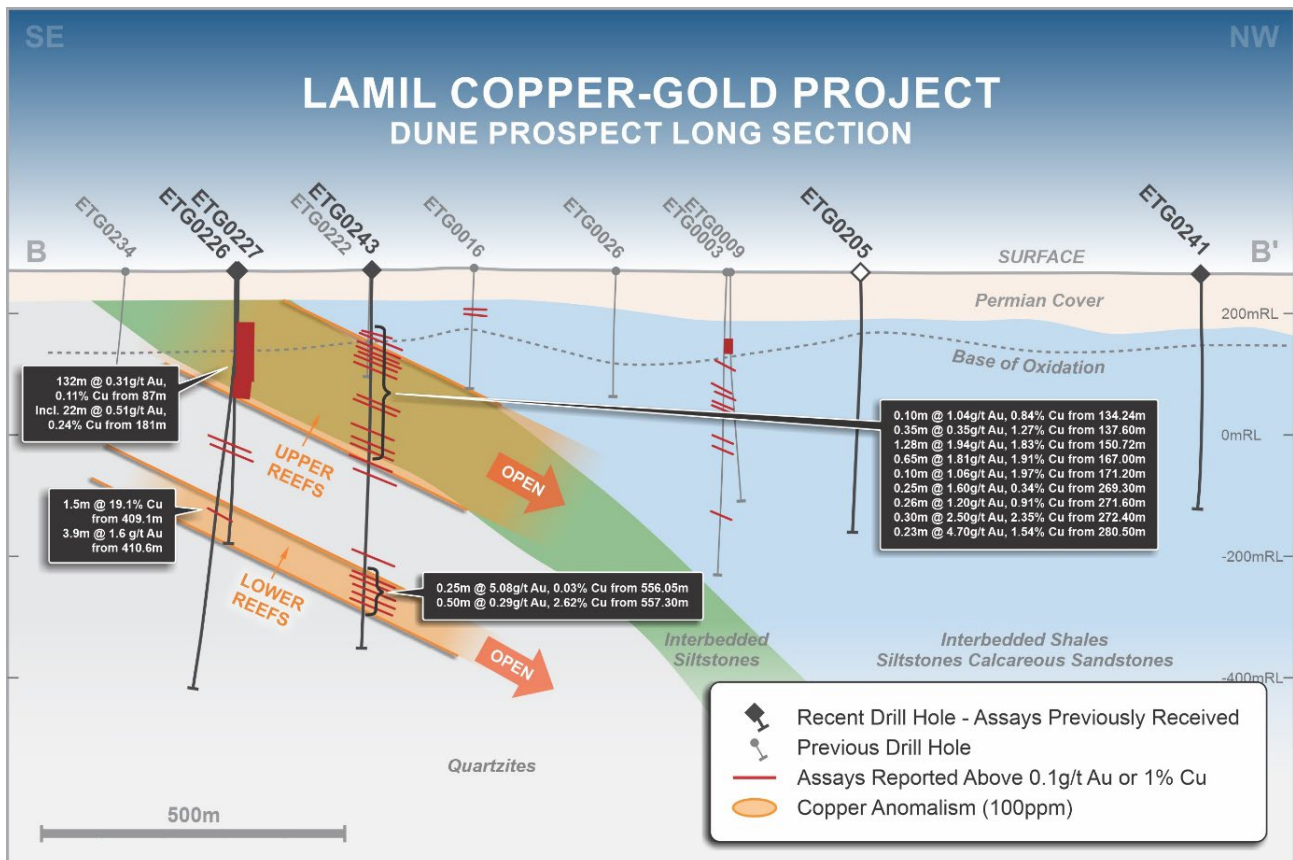 SE
NW
LAMIL COPPER-GOLD PROJECT
DUNE PROSPECT LONG SECTION
ETG0234
ETG0227
ETG0226
ETG0243
ETG0222
ETG0016
ETG0026
ETG0009
ETG0003
ETG0205
ETG0241
B
B'
SURFACE
Permian Cover
200mRL
Base of Oxidation
132m @ 0.31g/t Au,
0.11% Cu from 87m
Incl. 22m @ 0.51g/t Au,
0.24% Cu from 181m
0.10m @ 1.04g/t Au, 0.84% Cu from 134.24m
0.35m @ 0.35g/t Au, 1.27% Cu from 137.60m
1.28m @ 1.94g/t Au, 1.83% Cu from 150.72m
0.65m @ 1.81g/t Au, 1.91% Cu from 167.00m
0.10m @ 1.06g/t Au, 1.97% Cu from 171.20m
0.25m @ 1.60g/t Au, 0.34% Cu from 269.30m
0.26m @ 1.20g/t Au, 0.91% Cu from 271.60m
0.30m @ 2.50g/t Au, 2.35% Cu from 272.40m
0.23m @ 4.70g/t Au, 1.54% Cu from 280.50m
0mRL
UPPER
REEFS
OPEN
1.5m @ 19.1% Cu
from 409.1m
3.9m @ 1.6 g/t Au
from 410.6m
-200mRL
LOWER
REEFS
0.25m @ 5.08g/t Au, 0.03% Cu from 556.05m
0.50m @ 0.29g/t Au, 2.62% Cu from 557.30m
OPEN
Interbedded
Siltstones
Interbedded Shales
Siltstones Calcareous Sandstones
-400mRL
Quartzites
500m
Recent Drill Hole - Assays Previously Received
Previous Drill Hole
Assays Reported Above 0.1g/t Au or 1% Cu
Copper Anomalism (100ppm)